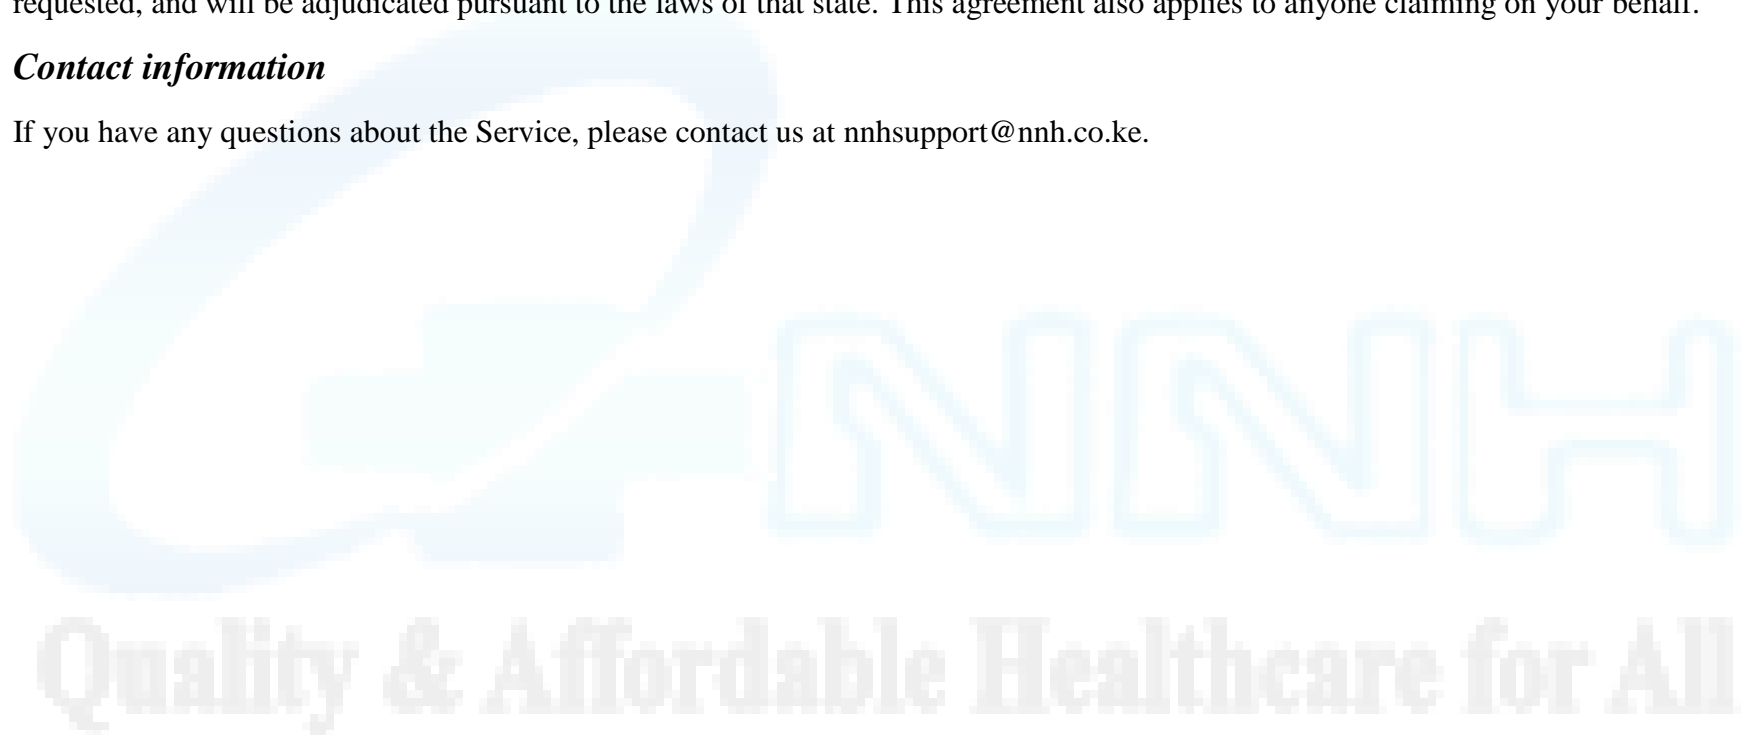 requested, and will be adjudicated pursuant to the laws of that state. This agreement also applies to anyone claiming on your behalf.
Contact information
If you have any questions about the Service, please contact us at nnhsupport@nnh.co.ke.
NNH
Quality & Affordable Healthcare for All